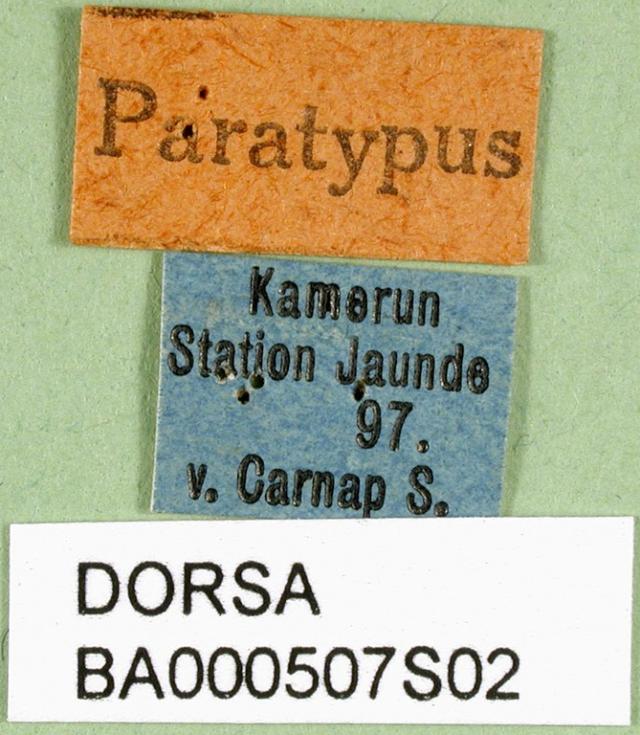 Paratypus
Kamerun
Station Jaunde
97.
v. Carnap S.
DORSA
BA000507S02